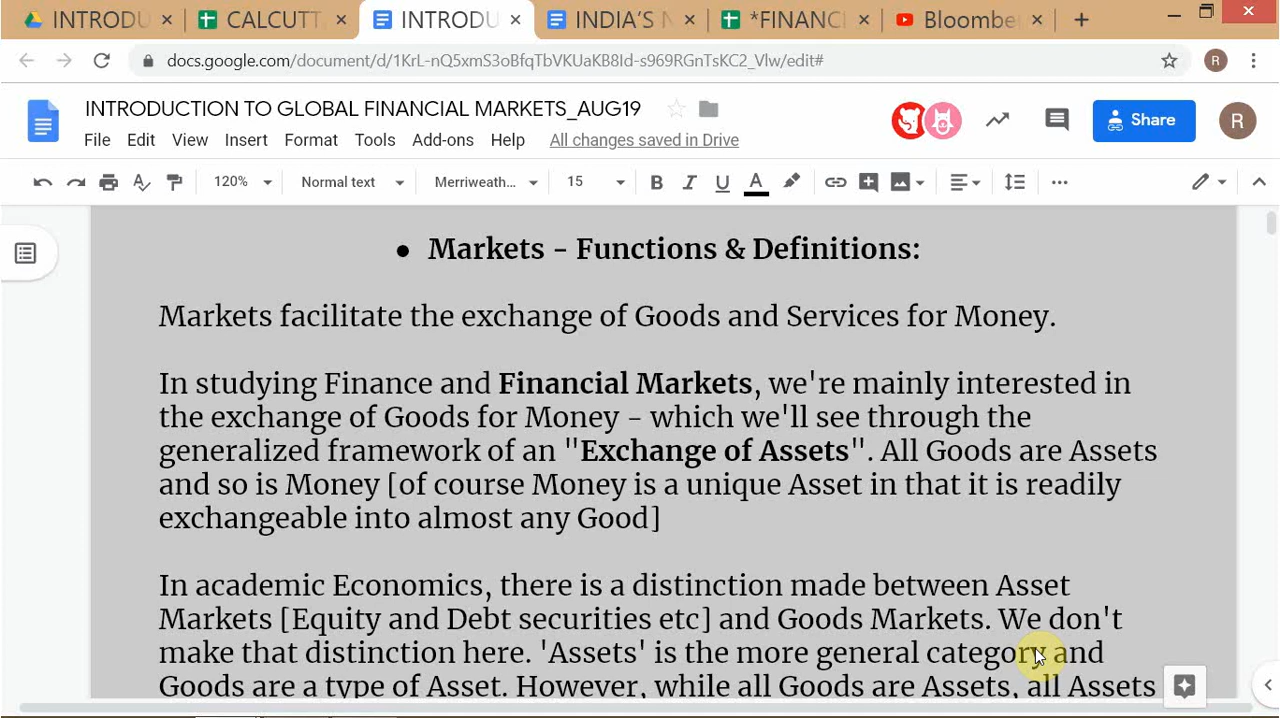 INTRODU
CALCUTT
INTRODU
INDIA'S N
*FINANCI
Bloombe
docs.google.com/document/d/1KrL-nQ5xmS3oBfqTbVKUaKB8Id-s969RGnTsKC2_Vlw/edit#
R
INTRODUCTION TO GLOBAL FINANCIAL MARKETS_AUG19
Share
R
File Edit View Insert Format Tools Add-ons Help All changes saved in Drive
120% Normal text Merriweath... 15 B I U A
● Markets - Functions & Definitions:
Markets facilitate the exchange of Goods and Services for Money.
In studying Finance and Financial Markets, we're mainly interested in
the exchange of Goods for Money - which we'll see through the
generalized framework of an "Exchange of Assets". All Goods are Assets
and so is Money [of course Money is a unique Asset in that it is readily
exchangeable into almost any Good]
In academic Economics, there is a distinction made between Asset
Markets [Equity and Debt securities etc] and Goods Markets. We don't
make that distinction here. 'Assets' is the more general category and
Goods are a type of Asset. However, while all Goods are Assets, all Assets